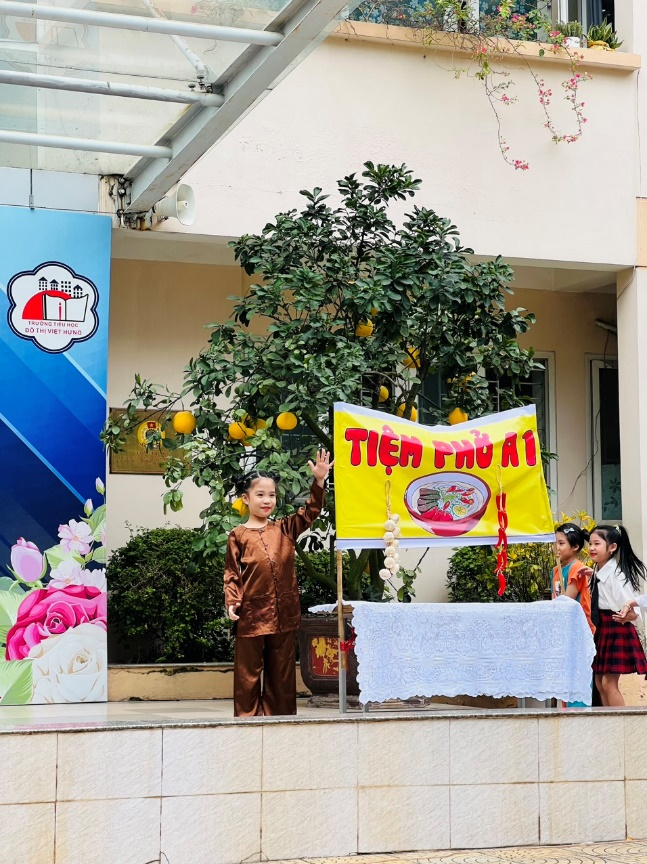 TRƯỜNG TIỂU HỌC
ĐÔ THỊ VIỆT HƯNG
TIỆM PHỞ A1